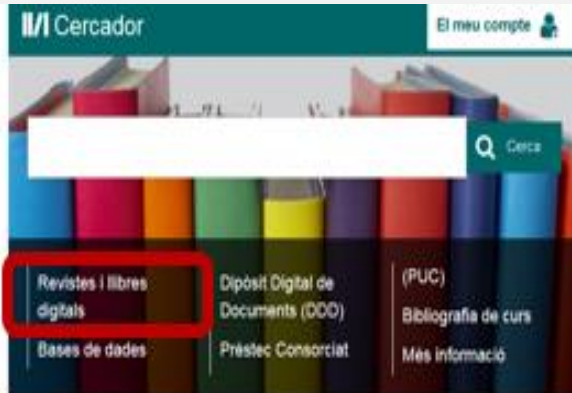 Cercador
El meu compte
Cerca
Revistes i llibres
digitals
Bases de dades
Dipòsit Digital de
Documents (DDD)
Préstec Consorciat
(PUC)
Bibliografia de curs
Més informació